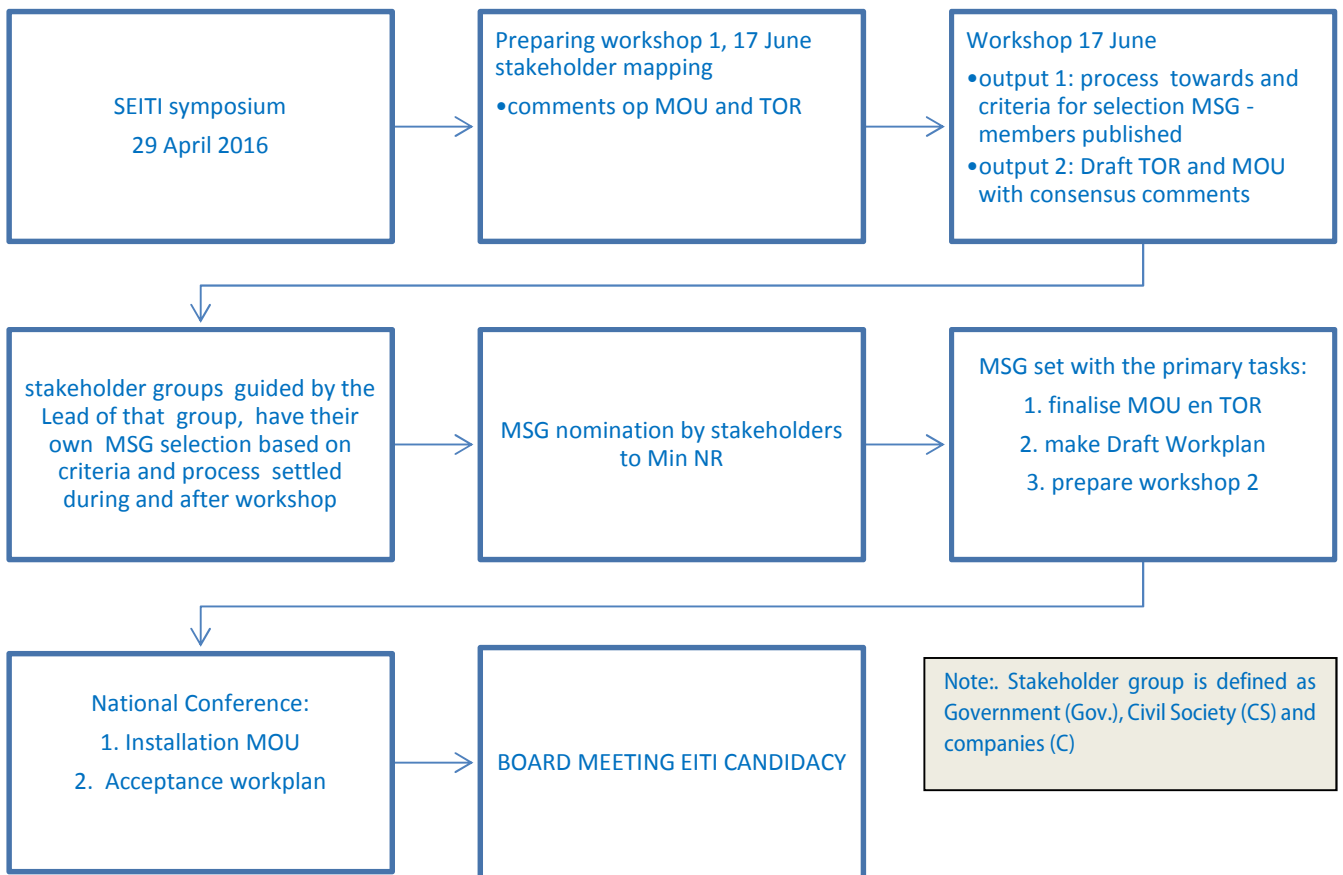 SEITI symposium
29 April 2016
Preparing workshop 1, 17 June
stakeholder mapping
•comments op MOU and TOR
Workshop 17 June
•output 1: process towards and
criteria for selection MSG -
members published
•output 2: Draft TOR and MOU
with consensus comments
stakeholder groups guided by the
Lead of that group, have their
own MSG selection based on
criteria and process settled
during and after workshop
MSG nomination by stakeholders
to Min NR
MSG set with the primary tasks:
1. finalise MOU en TOR
2. make Draft Workplan
3. prepare workshop 2
National Conference:
1. Installation MOU
2. Acceptance workplan
BOARD MEETING EITI CANDIDACY
Note:. Stakeholder group is defined as
Government (Gov.), Civil Society (CS) and
companies (C)